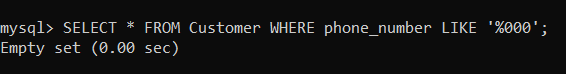 mysql> SELECT * FROM Customer WHERE phone_number LIKE '%000';
Empty set (0.00 sec)